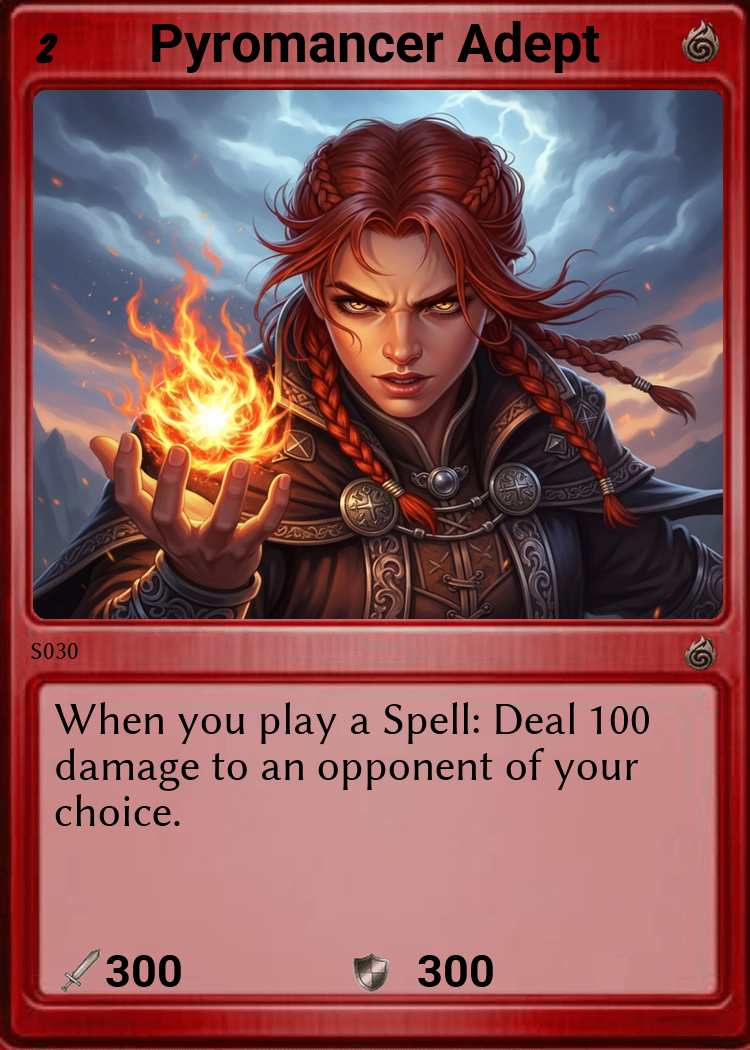 2
Pyromancer Adept
S030
When you play a Spell: Deal 100
damage to an opponent of your
choice.
300
300